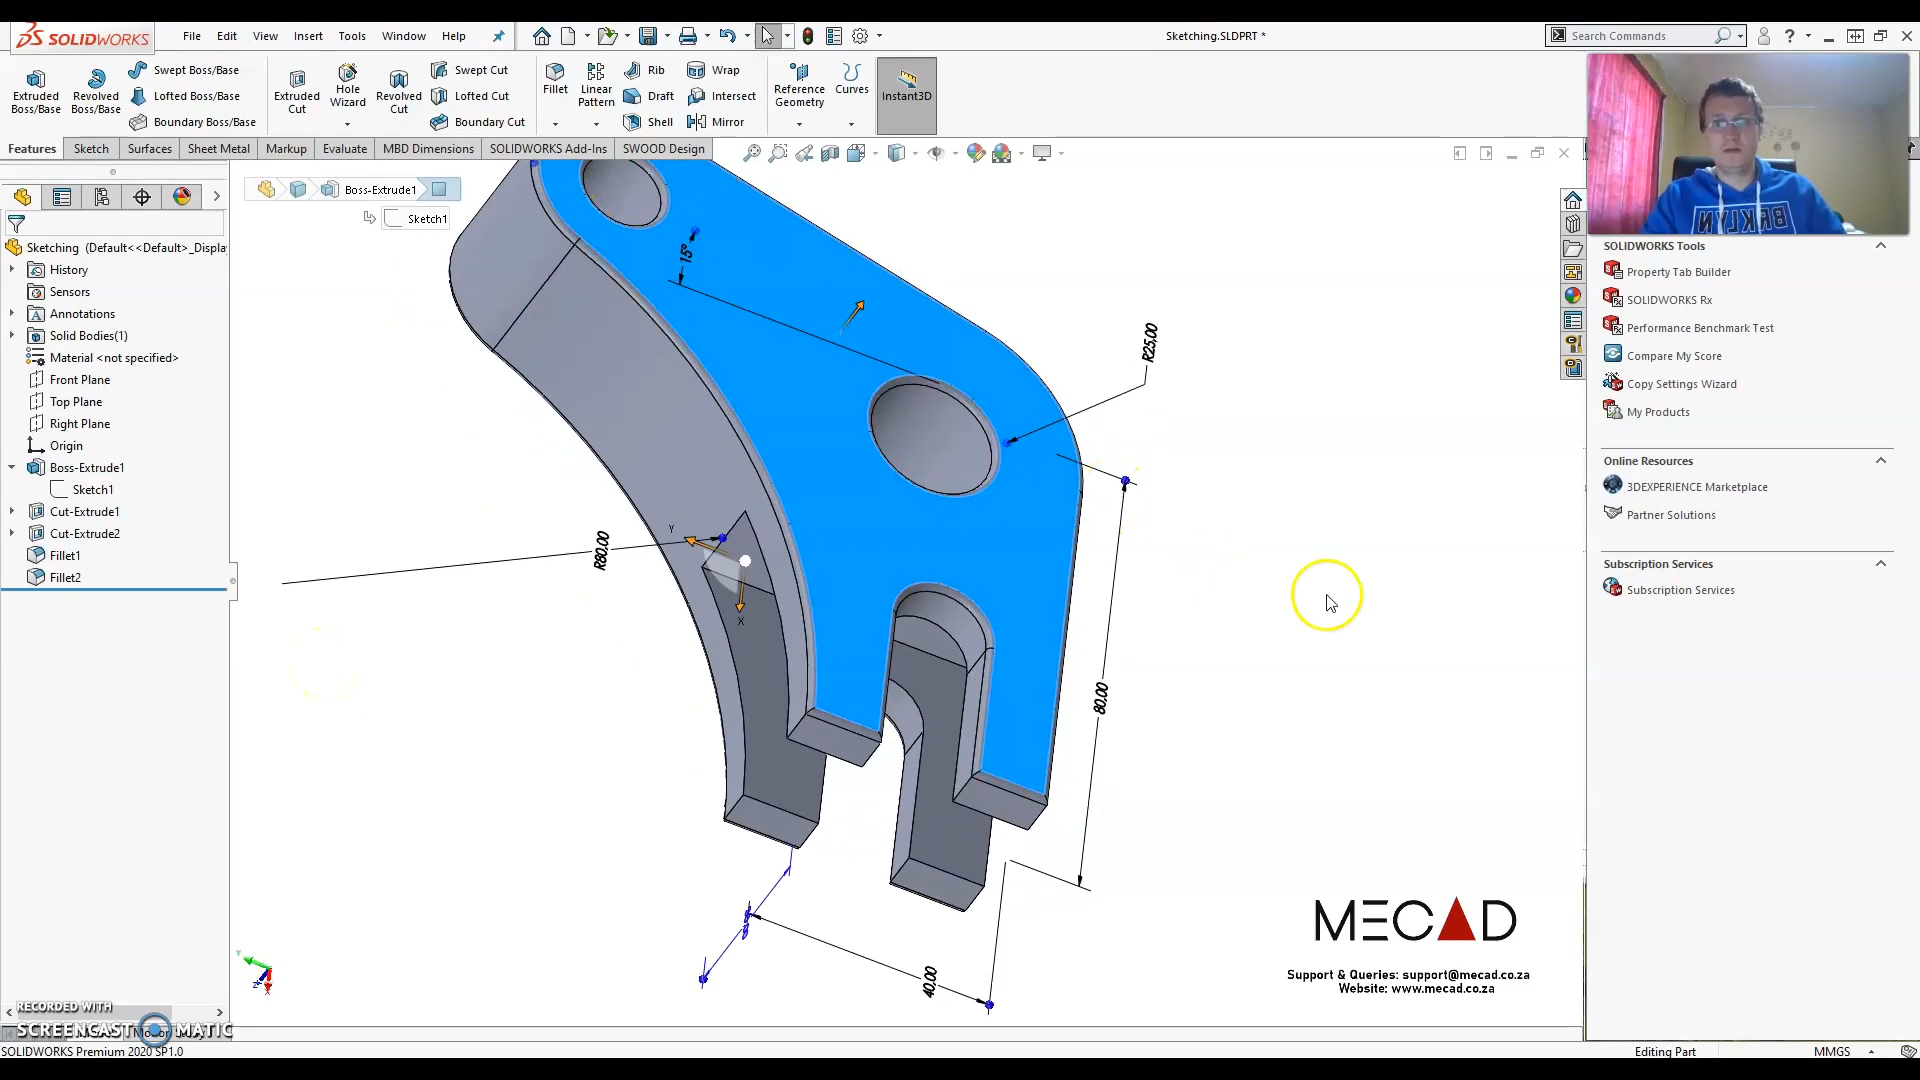 SOLIDWORKS File Edit View Insert Tools Window Help Sketching.SLDPRT * Search Commands ?
Extruded Boss/Base
Revolved Boss/Base
Swept Boss/Base
Lofted Boss/Base
Boundary Boss/Base
Extruded Cut
Hole Wizard
Revolved Cut
Swept Cut
Lofted Cut
Boundary Cut
Fillet
Linear Pattern
Rib
Draft
Shell
Wrap
Intersect
Mirror
Reference Geometry
Curves
Instant3D
Features Sketch Surfaces Sheet Metal Markup Evaluate MBD Dimensions SOLIDWORKS Add-Ins SWOOD Design
Boss-Extrude1
Sketch1
Sketching (Default<<Default>_Display
History
Sensors
Annotations
Solid Bodies(1)
Material <not specified>
Front Plane
Top Plane
Right Plane
Origin
Boss-Extrude1
Sketch1
Cut-Extrude1
Cut-Extrude2
Fillet1
Fillet2
15°
R25,00
R80,00
Y
X
80,00
40,00
SOLIDWORKS Tools
Property Tab Builder
SOLIDWORKS Rx
Performance Benchmark Test
Compare My Score
Copy Settings Wizard
My Products
Online Resources
3DEXPERIENCE Marketplace
Partner Solutions
Subscription Services
Subscription Services
MECAD
Support & Queries: support@mecad.co.za
Website: www.mecad.co.za
RECORDED WITH
SCREENCAST MATIC
SOLIDWORKS Premium 2020 SP1.0
Editing Part
MMGS